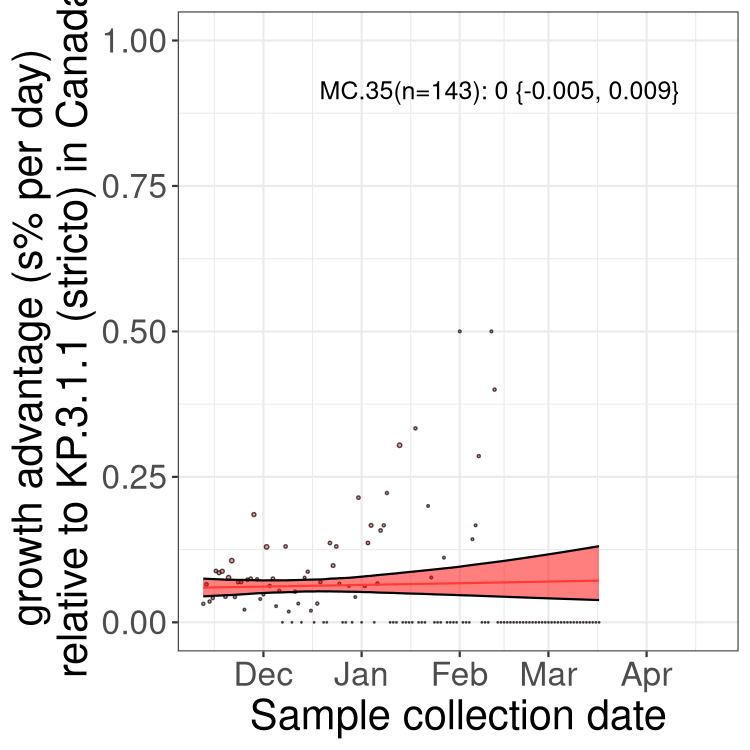 growth advantage (s% per day)
relative to KP.3.1.1 (stricto) in Canada
1.00
0.75
0.50
0.25
0.00
MC.35(n=143): 0 {-0.005, 0.009}
Dec Jan Feb Mar Apr
Sample collection date